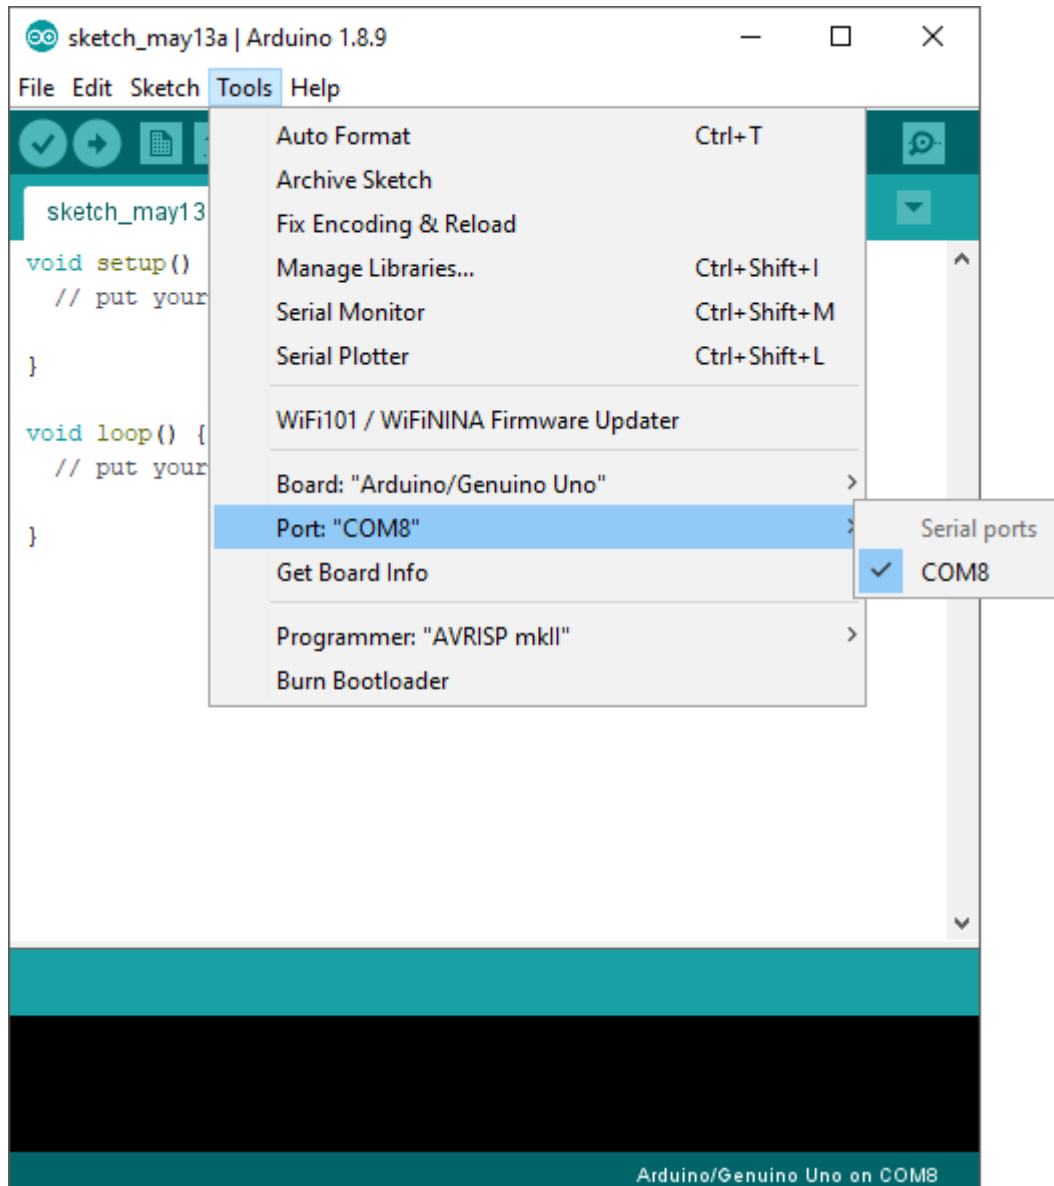 sketch_may13a | Arduino 1.8.9
File Edit Sketch Tools Help
sketch_may13
void setup()
// put your
}
void loop() {
// put your
}
Auto Format Ctrl+T
Archive Sketch
Fix Encoding & Reload
Manage Libraries... Ctrl+Shift+I
Serial Monitor Ctrl+Shift+M
Serial Plotter Ctrl+Shift+L
WiFi101 / WiFiNINA Firmware Updater
Board: "Arduino/Genuino Uno"
Port: "COM8"
Get Board Info
Programmer: "AVRISP mkII"
Burn Bootloader
Serial ports
COM8
Arduino/Genuino Uno on COM8